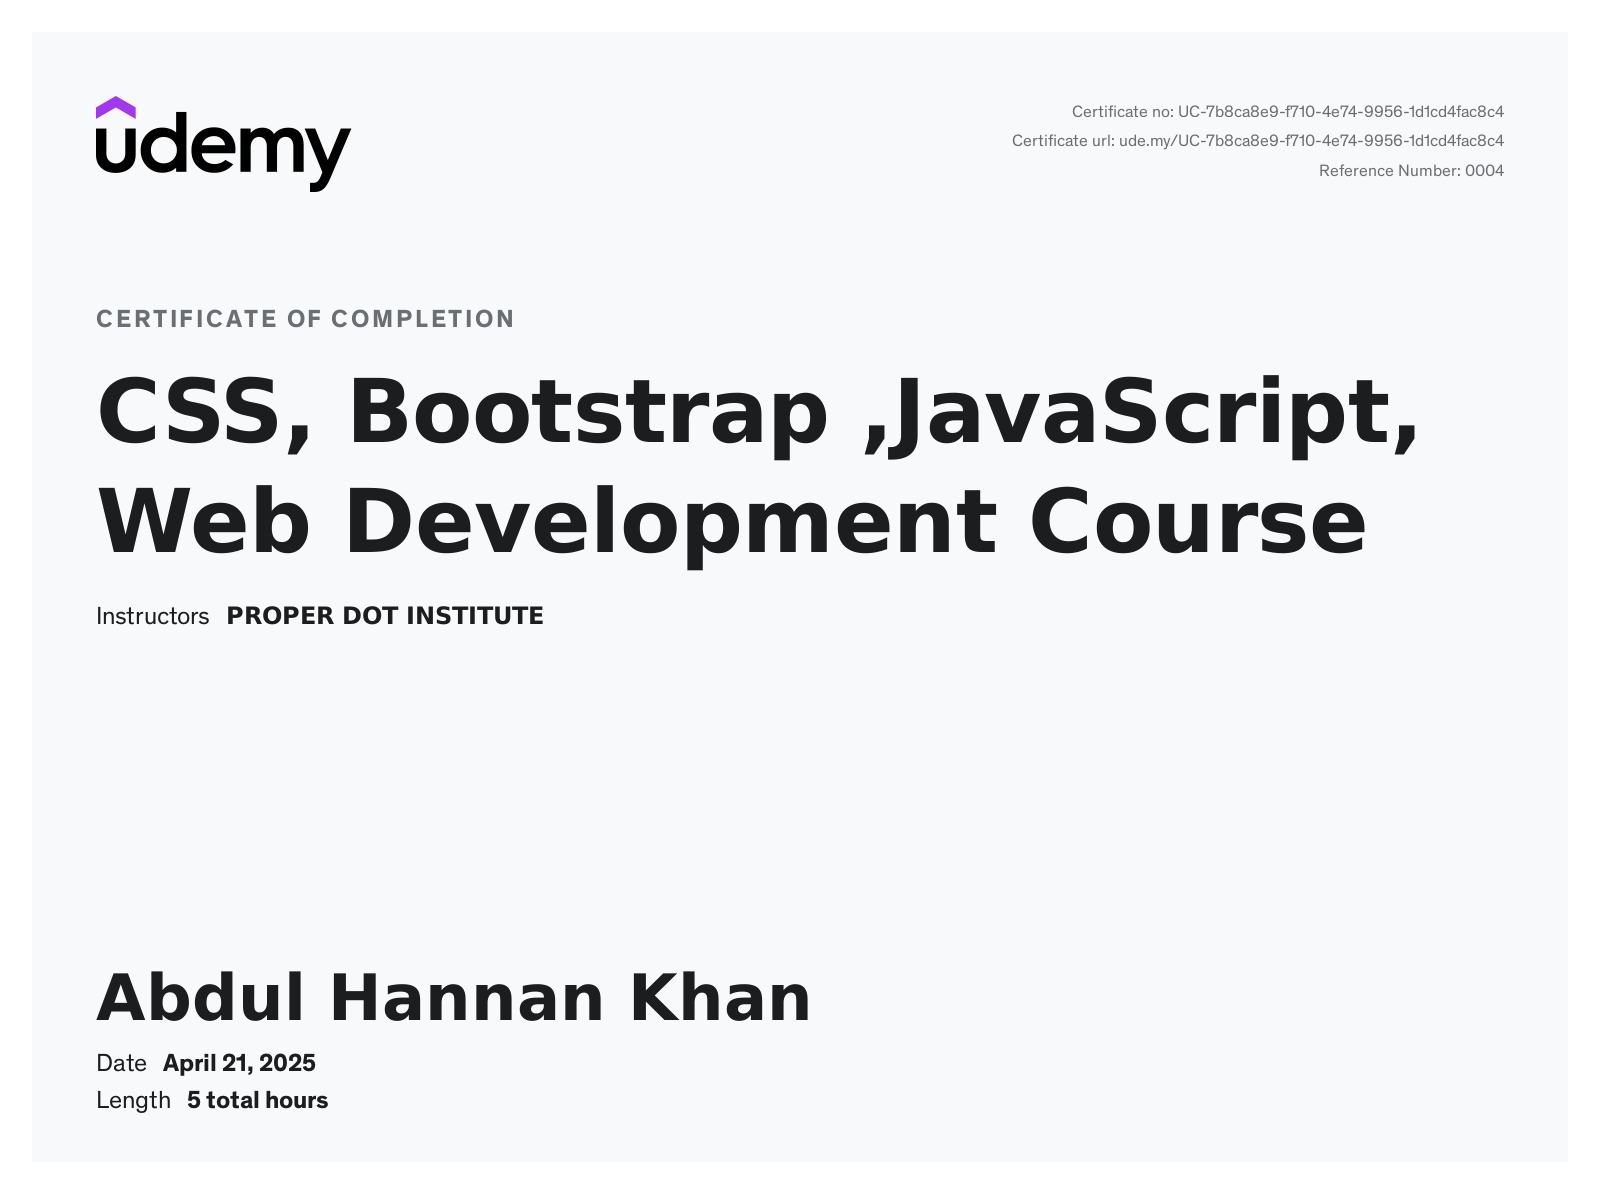 udemy
Certificate no: UC-7b8ca8e9-f710-4e74-9956-1d1cd4fac8c4
Certificate url: ude.my/UC-7b8ca8e9-f710-4e74-9956-1d1cd4fac8c4
Reference Number: 0004
CERTIFICATE OF COMPLETION
CSS, Bootstrap ,JavaScript,
Web Development Course
Instructors PROPER DOT INSTITUTE
Abdul Hannan Khan
Date April 21, 2025
Length 5 total hours